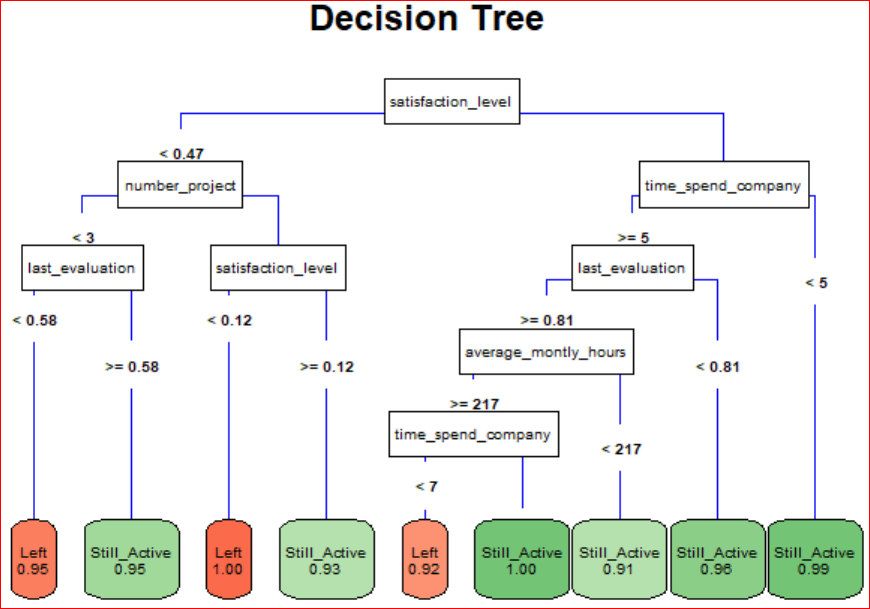 Decision Tree
satisfaction_level
< 0.47
number_project
time_spend_company
< 3
>= 5
last_evaluation
satisfaction_level
last_evaluation
< 5
< 0.58
< 0.12
>= 0.81
average_montly_hours
>= 0.58
>= 0.12
< 0.81
>= 217
time_spend_company
< 217
< 7
Left
0.95
Still_Active
0.95
Left
1.00
Still_Active
0.93
Left
0.92
Still_Active
1.00
Still_Active
0.91
Still_Active
0.96
Still_Active
0.99